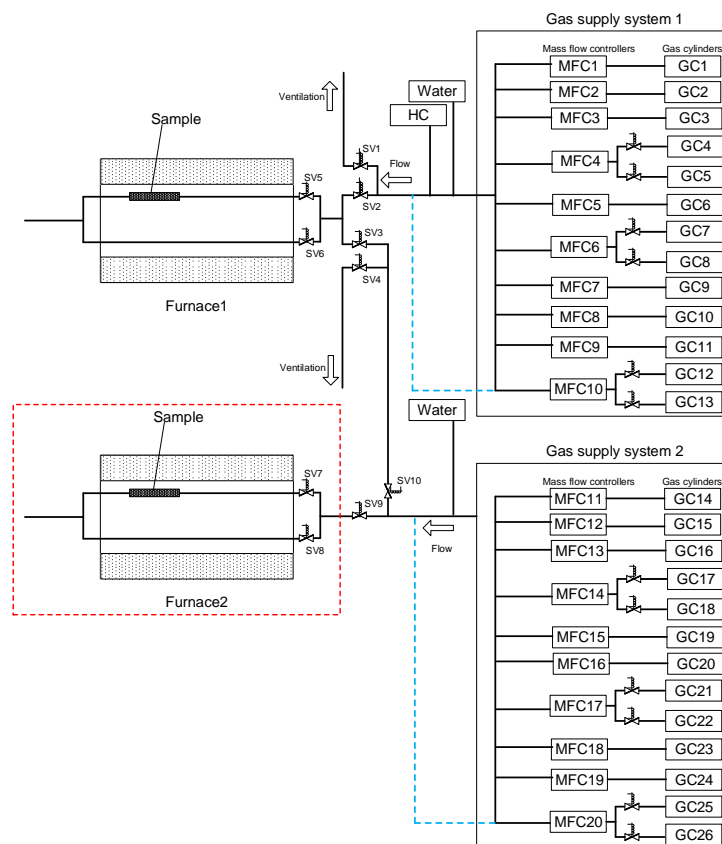 Gas supply system 1
Mass flow controllers Gas cylinders
MFC1 GC1
MFC2 GC2
MFC3 GC3
MFC4 GC4
GC5
MFC5 GC6
MFC6 GC7
GC8
MFC7 GC9
MFC8 GC10
MFC9 GC11
MFC10 GC12
GC13
Water
HC
Ventilation
Flow
Sample
SV1
SV2
SV3
SV4
SV5
SV6
Furnace1
Ventilation
Gas supply system 2
Mass flow controllers Gas cylinders
MFC11 GC14
MFC12 GC15
MFC13 GC16
MFC14 GC17
GC18
MFC15 GC19
MFC16 GC20
MFC17 GC21
GC22
MFC18 GC23
MFC19 GC24
MFC20 GC25
GC26
Water
Flow
Sample
SV7
SV8
SV9
SV10
Furnace2